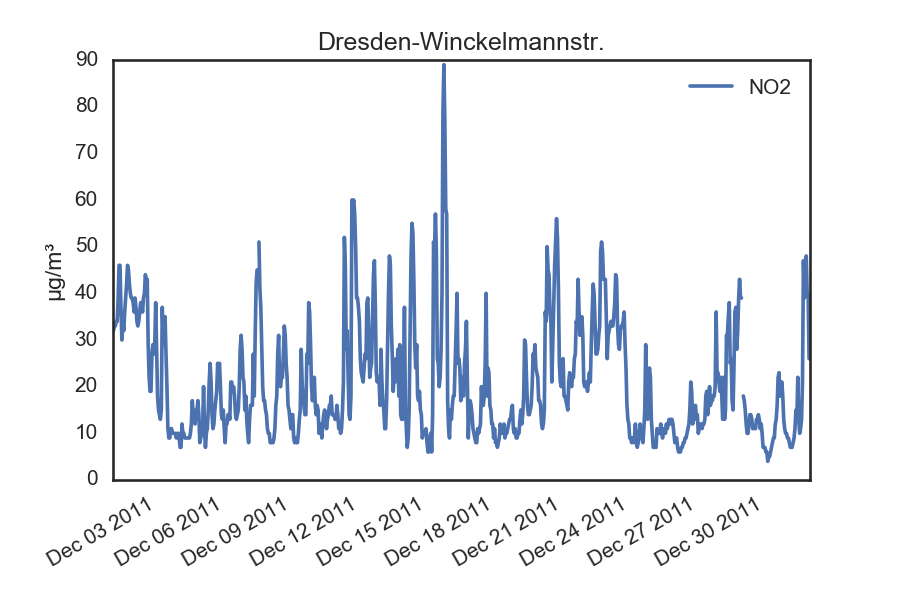 Dresden-Winckelmannstr.
90
80
70
60
50
40
30
20
10
0
µg/m³
NO2
Dec 03 2011
Dec 06 2011
Dec 09 2011
Dec 12 2011
Dec 15 2011
Dec 18 2011
Dec 21 2011
Dec 24 2011
Dec 27 2011
Dec 30 2011